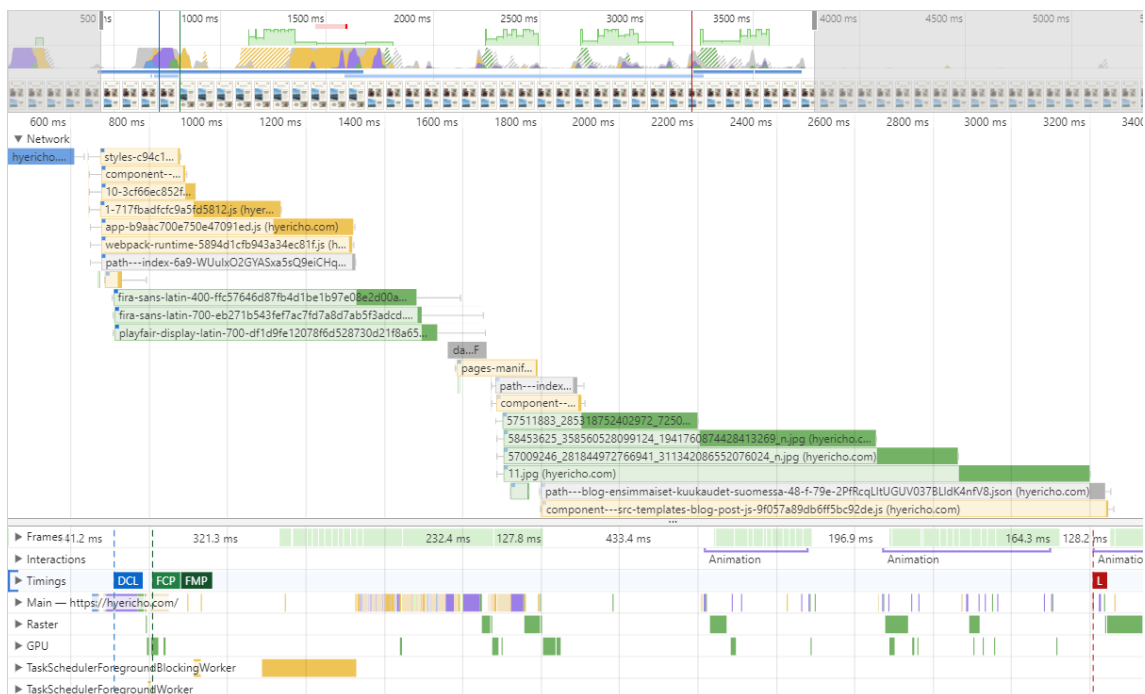 500 ms 1000 ms 1500 ms 2000 ms 2500 ms 3000 ms 3500 ms 4000 ms 4500 ms 5000 ms
600 ms 800 ms 1000 ms 1200 ms 1400 ms 1600 ms 1800 ms 2000 ms 2200 ms 2400 ms 2600 ms 2800 ms 3000 ms 3200 ms 3400
▼ Network
hyericho....
styles-c94c1...
component--...
10-3cf66ec852f...
1-717fbadfcfc9a5fd5812.js (hyer...
app-b9aac700e750e47091ed.js (hyericho.com)
webpack-runtime-5894d1cfb943a34ec81f.js (h...
path---index-6a9-WUuIxO2GYASxa5sQ9eiCHq...
fira-sans-latin-400-ffc57646d87fb4d1be1b97e08e2d00a...
fira-sans-latin-700-eb271b543fef7ac7fd7a8d7ab5f3adcd....
playfair-display-latin-700-df1d9fe12078f6d528730d21f8a65...
da...F
pages-manif...
path---index...
component--...
57511883_285318752402972_7250...
58453625_358560528099124_1941760874428413269_n.jpg (hyericho.c...
57009246_281844972766941_311342086552076024_n.jpg (hyericho.com)
11.jpg (hyericho.com)
path---blog-ensimmaiset-kuukaudet-suomessa-48-f-79e-2PfRcqLltUGUV037BLIdK4nfV8.json (hyericho.com)
component---src-templates-blog-post-js-9f057a89db6ff5bc92de.js (hyericho.com)
...
▶ Frames 41.2 ms 321.3 ms 232.4 ms 127.8 ms 433.4 ms 196.9 ms 164.3 ms 128.2 ms
▶ Interactions Animation Animation Animatio
▶ Timings DCL FCP FMP L
▶ Main — https://hyericho.com/
▶ Raster
▶ GPU
▶ TaskSchedulerForegroundBlockingWorker
▶ TaskSchedulerForegroundWorker